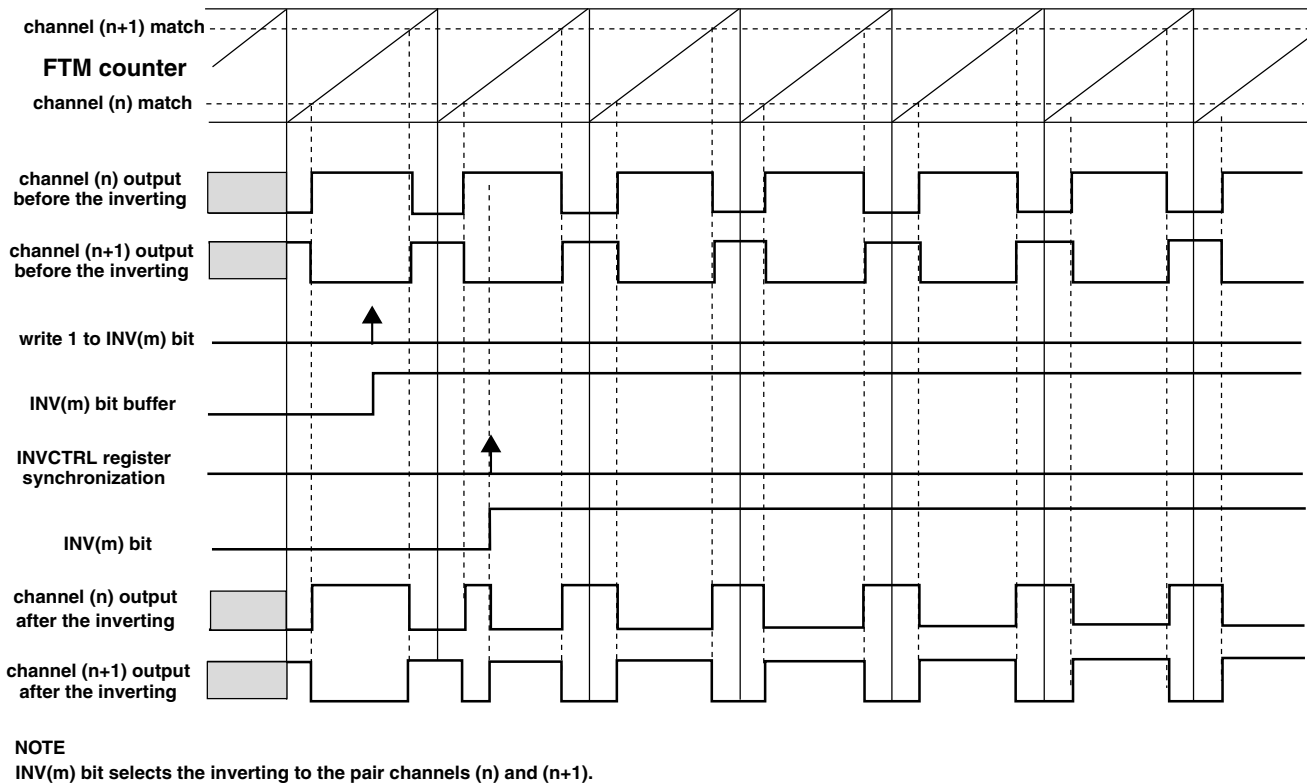 channel (n+1) match
FTM counter
channel (n) match
channel (n) output
before the inverting
channel (n+1) output
before the inverting
write 1 to INV(m) bit
INV(m) bit buffer
INVCTRL register
synchronization
INV(m) bit
channel (n) output
after the inverting
channel (n+1) output
after the inverting
NOTE
INV(m) bit selects the inverting to the pair channels (n) and (n+1).